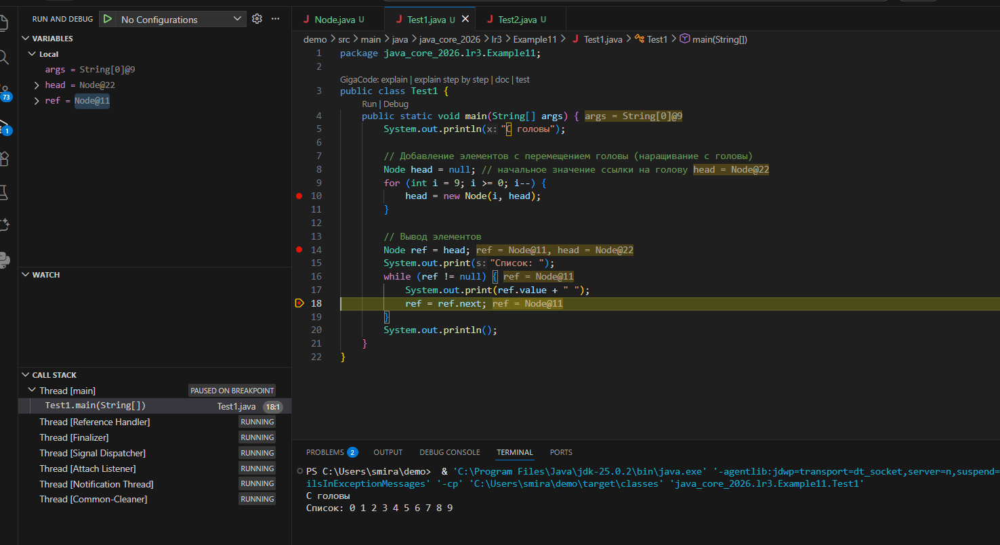 RUN AND DEBUG No Configurations ...
VARIABLES
Local
args = String[0]@9
head = Node@22
ref = Node@11
WATCH
CALL STACK
Thread [main] PAUSED ON BREAKPOINT
Test1.main(String[]) Test1.java 18:1
Thread [Reference Handler] RUNNING
Thread [Finalizer] RUNNING
Thread [Signal Dispatcher] RUNNING
Thread [Attach Listener] RUNNING
Thread [Notification Thread] RUNNING
Thread [Common-Cleaner] RUNNING
73
1
J Node.java U J Test1.java U J Test2.java U
demo > src > main > java > java_core_2026 > lr3 > Example11 > J Test1.java > Test1 > main(String[])
1 package java_core_2026.lr3.Example11;
2
GigaCode: explain | explain step by step | doc | test
3 public class Test1 {
Run | Debug
4 public static void main(String[] args) { args = String[0]@9
5 System.out.println(x: "С головы");
6
7 // Добавление элементов с перемещением головы (наращивание с головы)
8 Node head = null; // начальное значение ссылки на голову head = Node@22
9 for (int i = 9; i >= 0; i--) {
10 head = new Node(i, head);
11 }
12
13 // Вывод элементов
14 Node ref = head; ref = Node@11, head = Node@22
15 System.out.print(s: "Список: ");
16 while (ref != null) { ref = Node@11
17 System.out.print(ref.value + " ");
18 ref = ref.next; ref = Node@11
19 }
20 System.out.println();
21 }
22 }
PROBLEMS 2 OUTPUT DEBUG CONSOLE TERMINAL PORTS
PS C:\Users\smira\demo> & 'C:\Program Files\Java\jdk-25.0.2\bin\java.exe' '-agentlib:jdwp=transport=dt_socket,server=n,suspend=
ilsInExceptionMessages' '-cp' 'C:\Users\smira\demo\target\classes' 'java_core_2026.lr3.Example11.Test1'
С головы
Список: 0 1 2 3 4 5 6 7 8 9